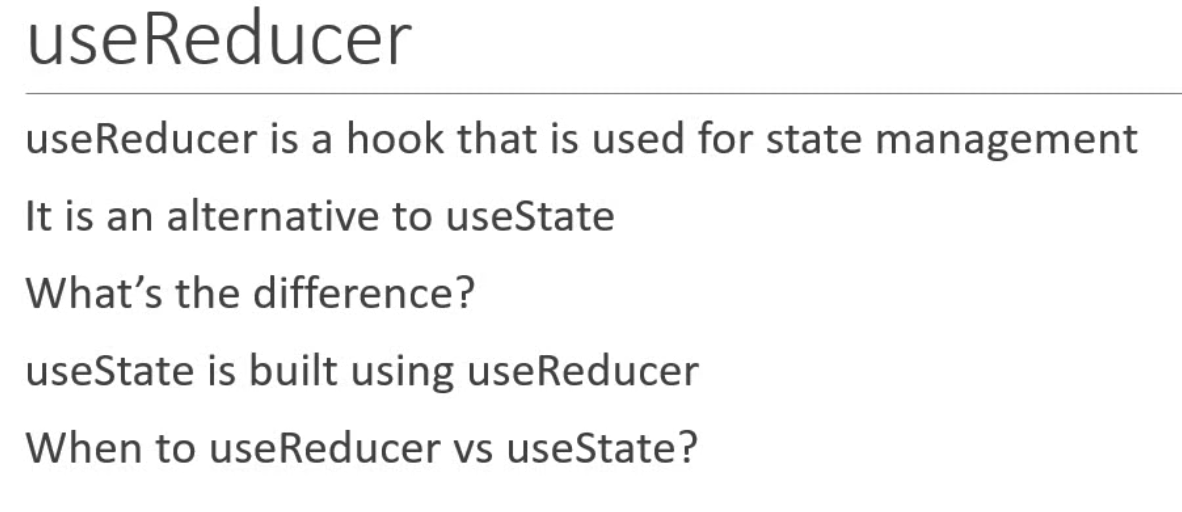 useReducer
useReducer is a hook that is used for state management
It is an alternative to useState
What’s the difference?
useState is built using useReducer
When to useReducer vs useState?